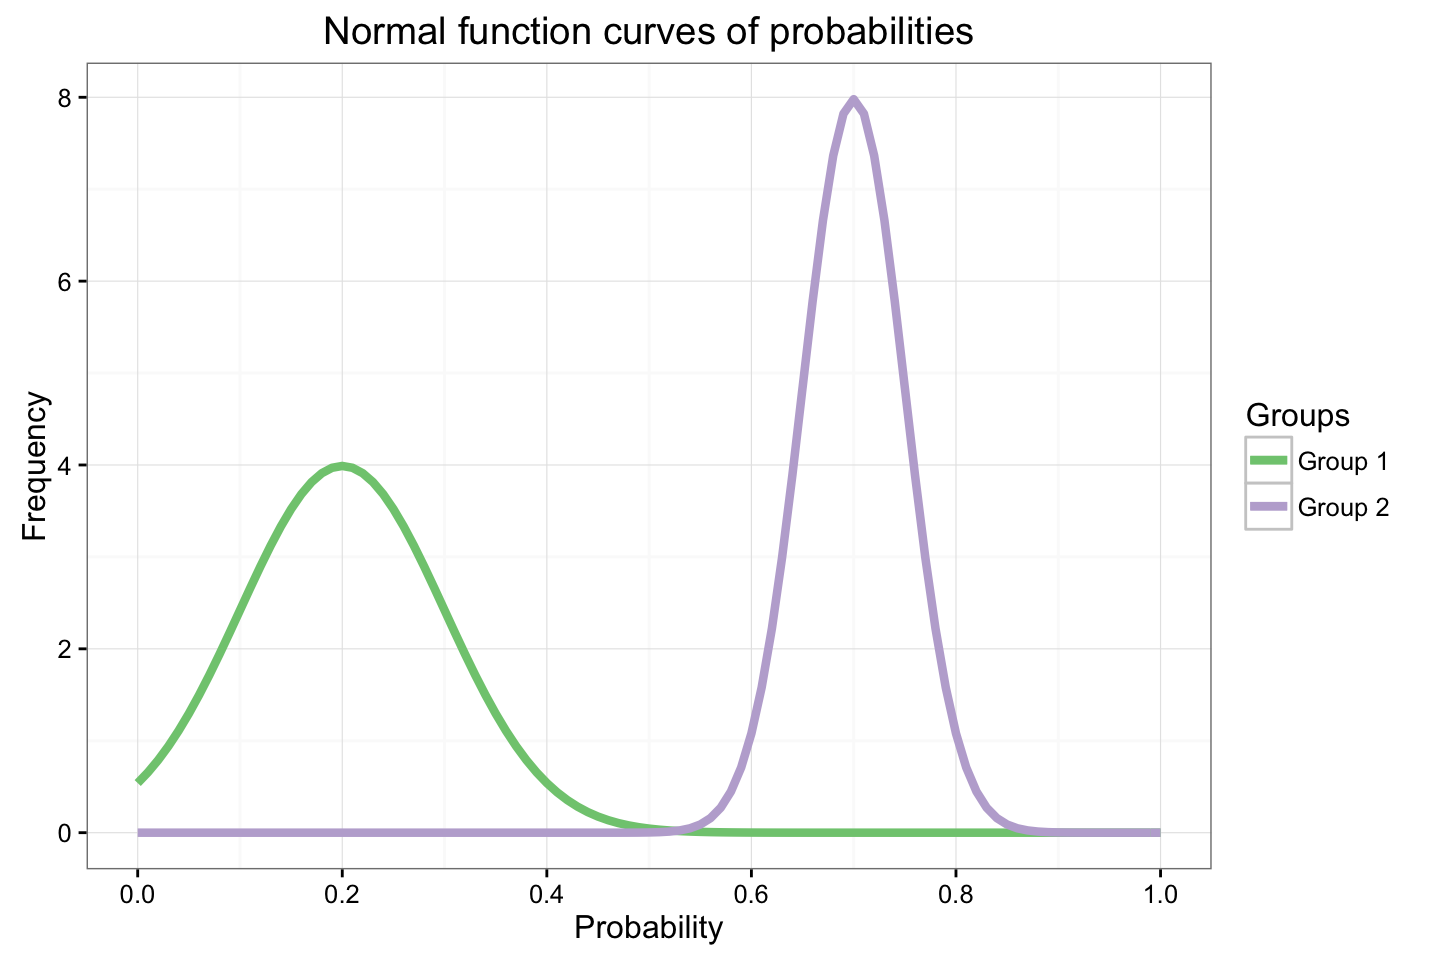 Normal function curves of probabilities
Frequency
8
6
4
2
0
0.0 0.2 0.4 0.6 0.8 1.0
Probability
Groups
Group 1
Group 2